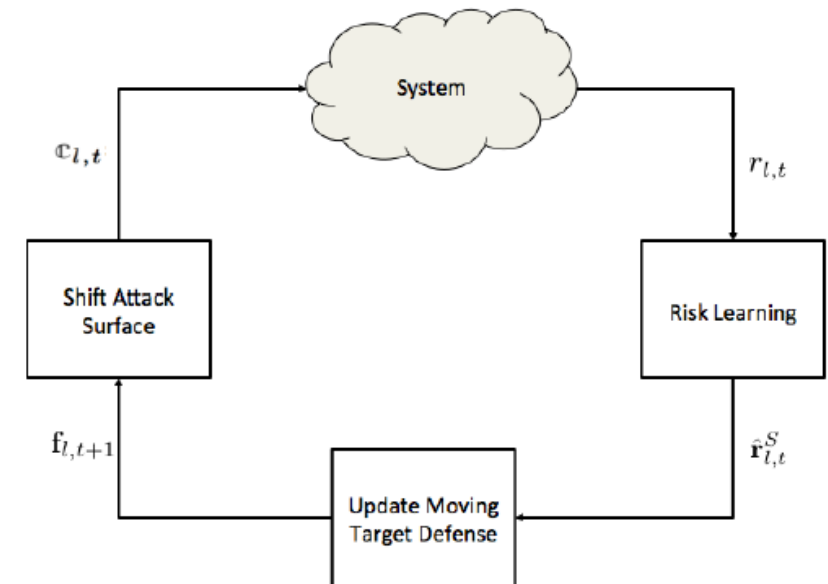 System
𝕔l,t
rl,t
Shift Attack
Surface
Risk Learning
fl,t+1
r̂Sl,t
Update Moving
Target Defense